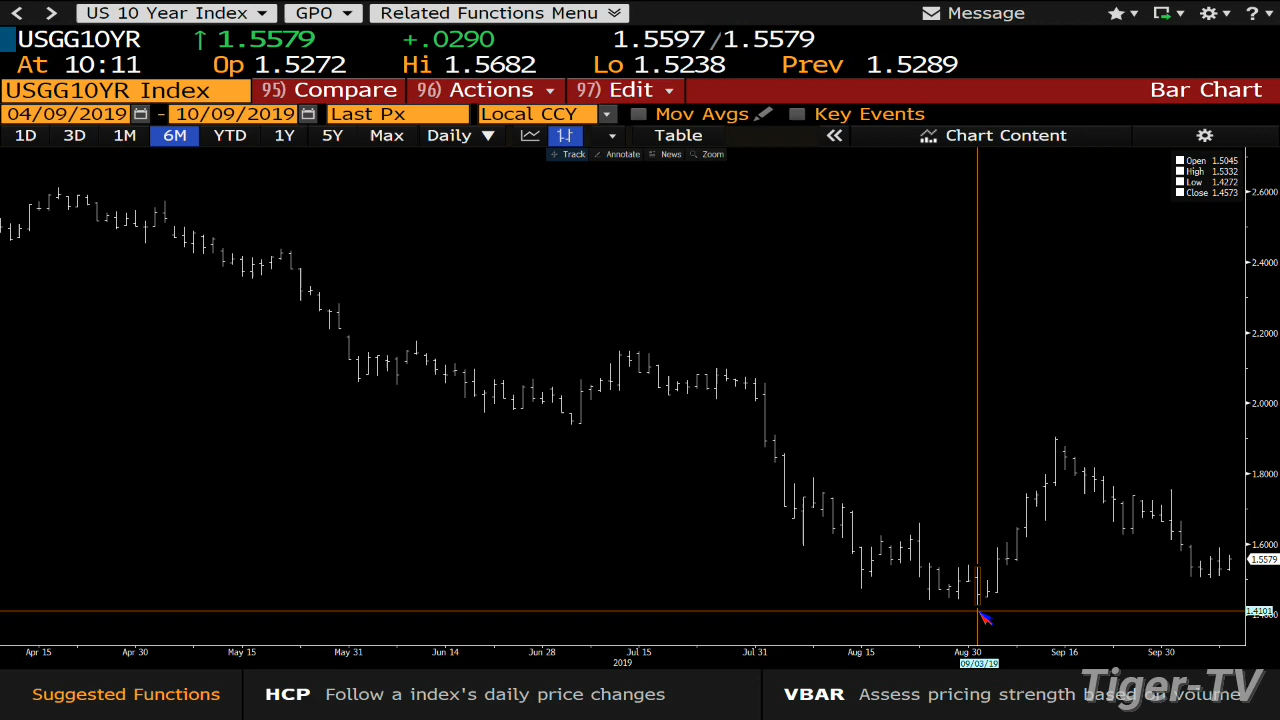 US 10 Year Index GPO Related Functions Menu Message ?
USGG10YR ↑ 1.5579 +.0290 1.5597/1.5579
At 10:11 Op 1.5272 Hi 1.5682 Lo 1.5238 Prev 1.5289
USGG10YR Index 95) Compare 96) Actions 97) Edit Bar Chart
04/09/2019 - 10/09/2019 Last Px Local CCY Mov Avgs Key Events
1D 3D 1M 6M YTD 1Y 5Y Max Daily Table Chart Content
Track Annotate News Zoom
Open 1.5045
High 1.5332
Low 1.4272
Close 1.4573
2.6000
2.4000
2.2000
2.0000
1.8000
1.6000
1.5579
1.4101
Apr 15 Apr 30 May 15 May 31 Jun 14 Jun 28 Jul 15 Jul 31 Aug 15 Aug 30 Sep 16 Sep 30
2019 09/03/19
Suggested Functions HCP Follow a index's daily price changes VBAR Assess pricing strength based on volume
Tiger-TV